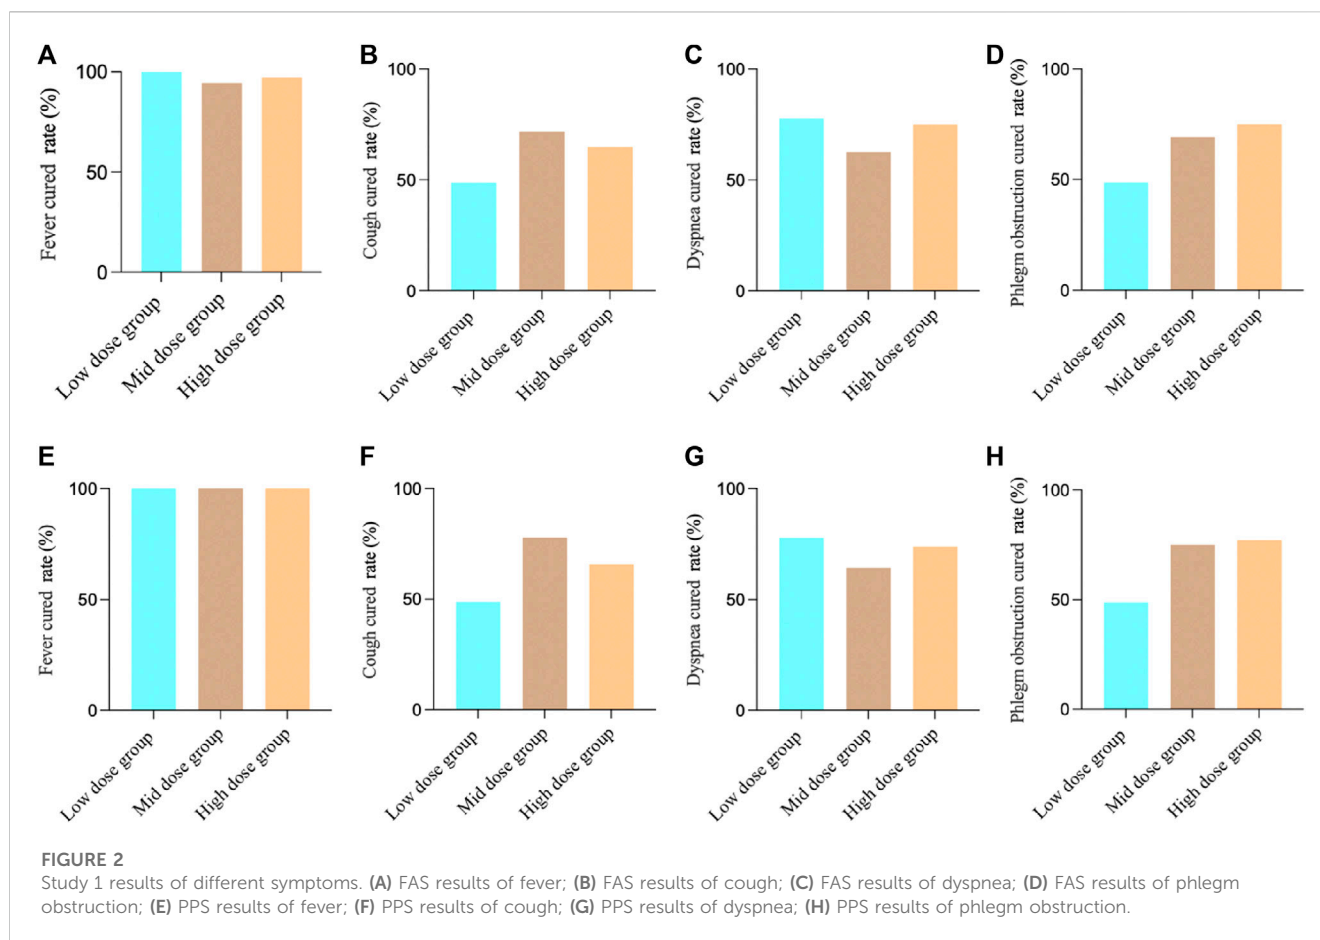 A
Fever cured rate (%)
100
50
0
Low dose group
Mid dose group
High dose group
B
Cough cured rate (%)
100
50
0
Low dose group
Mid dose group
High dose group
C
Dyspnea cured rate (%)
100
50
0
Low dose group
Mid dose group
High dose group
D
Phlegm obstruction cured rate (%)
100
50
0
Low dose group
Mid dose group
High dose group
E
Fever cured rate (%)
100
50
0
Low dose group
Mid dose group
High dose group
F
Cough cured rate (%)
100
50
0
Low dose group
Mid dose group
High dose group
G
Dyspnea cured rate (%)
100
50
0
Low dose group
Mid dose group
High dose group
H
Phlegm obstruction cured rate (%)
100
50
0
Low dose group
Mid dose group
High dose group
FIGURE 2
Study 1 results of different symptoms. (A) FAS results of fever; (B) FAS results of cough; (C) FAS results of dyspnea; (D) FAS results of phlegm
obstruction; (E) PPS results of fever; (F) PPS results of cough; (G) PPS results of dyspnea; (H) PPS results of phlegm obstruction.